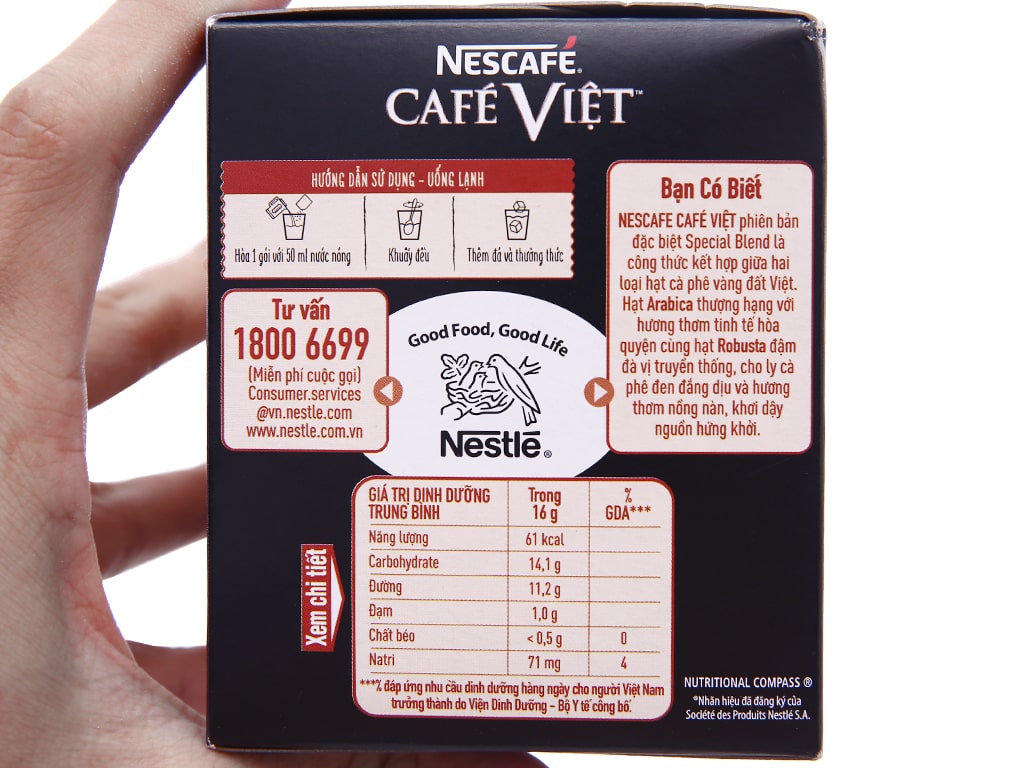 NESCAFÉ®
CAFÉ VIỆT™
HƯỚNG DẪN SỬ DỤNG - UỐNG LẠNH
Hòa 1 gói với 50 ml nước nóng
Khuấy đều
Thêm đá và thưởng thức
Tư vấn
1800 6699
(Miễn phí cuộc gọi)
Consumer.services
@vn.nestle.com
www.nestle.com.vn
Good Food, Good Life
Nestlé®
Bạn Có Biết
NESCAFE CAFÉ VIỆT phiên bản
đặc biệt Special Blend là
công thức kết hợp giữa hai
loại hạt cà phê vàng đất Việt.
Hạt Arabica thượng hạng với
hương thơm tinh tế hòa
quyện cùng hạt Robusta đậm
đà vị truyền thống, cho ly cà
phê đen đắng dịu và hương
thơm nồng nàn, khơi dậy
nguồn hứng khởi.
Xem chi tiết
GIÁ TRỊ DINH DƯỠNG Trong %
TRUNG BÌNH 16 g GDA***
Năng lượng 61 kcal
Carbohydrate 14,1 g
Đường 11,2 g
Đạm 1,0 g
Chất béo < 0,5 g 0
Natri 71 mg 4
***% đáp ứng nhu cầu dinh dưỡng hàng ngày cho người Việt Nam
trưởng thành do Viện Dinh Dưỡng - Bộ Y tế công bố.
NUTRITIONAL COMPASS ®
®Nhãn hiệu đã đăng ký của
Société des Produits Nestlé S.A.